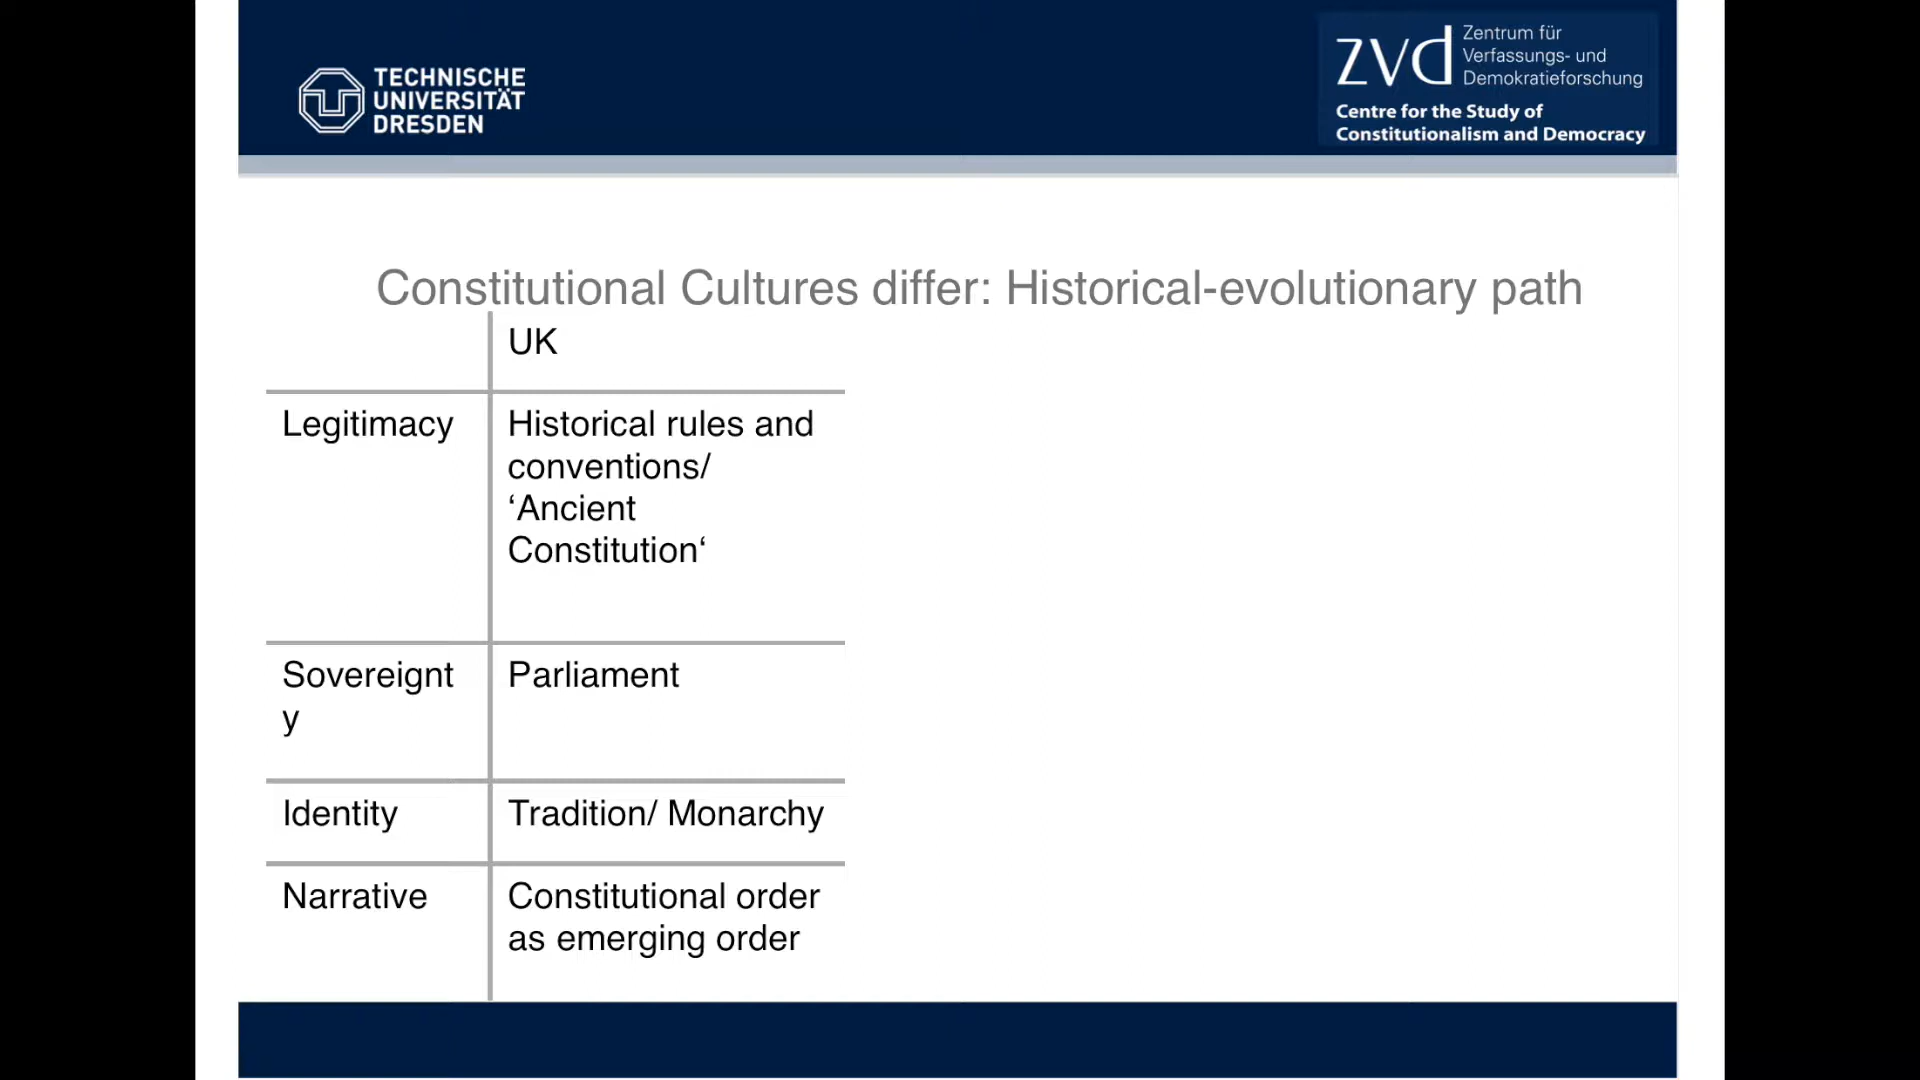 TECHNISCHE
UNIVERSITÄT
DRESDEN
zvd
Zentrum für
Verfassungs- und
Demokratieforschung
Centre for the Study of
Constitutionalism and Democracy
Constitutional Cultures differ: Historical-evolutionary path
UK
Legitimacy
Historical rules and
conventions/
‘Ancient
Constitution‘
Sovereignt
y
Parliament
Identity
Tradition/ Monarchy
Narrative
Constitutional order
as emerging order